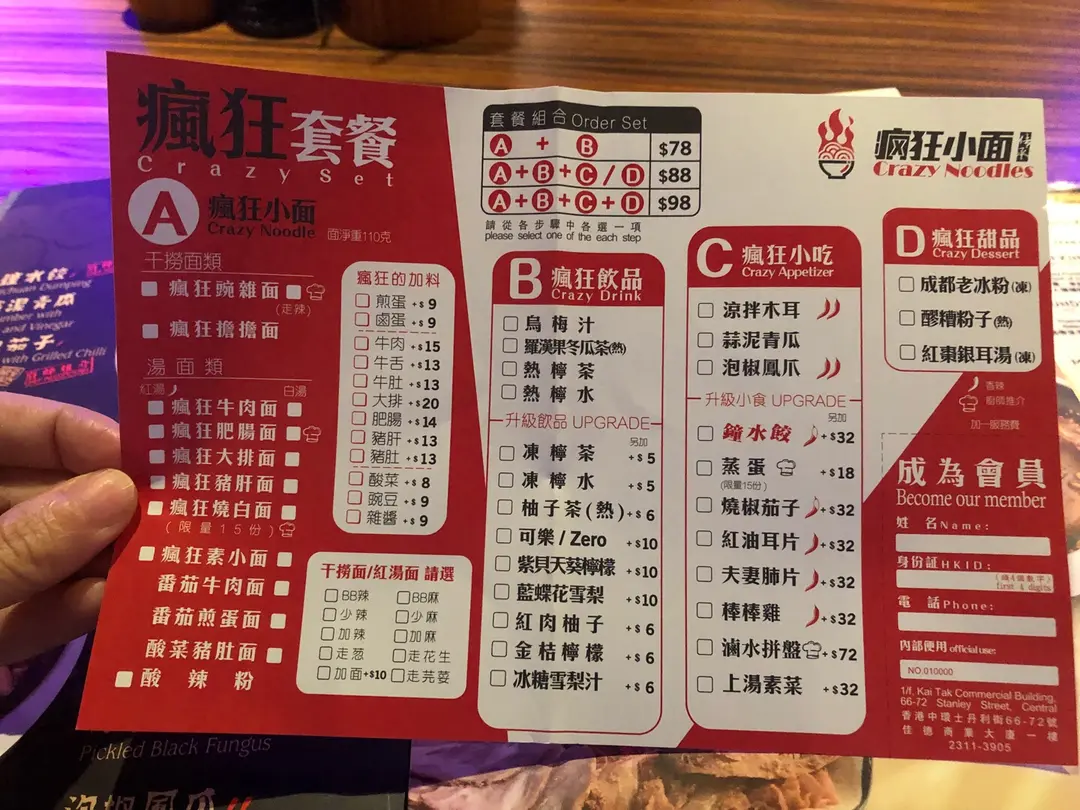 瘋狂套餐
Crazy Set
A 瘋狂小面
Crazy Noodle 面淨重110克
干撈面類
瘋狂豌雜面
(走辣)
瘋狂擔擔面
湯面類
紅湯 白湯
瘋狂牛肉面
瘋狂肥腸面
瘋狂大排面
瘋狂豬肝面
瘋狂燒白面
(限量15份)
瘋狂素小面
番茄牛肉面
番茄煎蛋面
酸菜豬肚面
酸辣粉
瘋狂的加料
煎蛋+$9
鹵蛋+$9
牛肉+$15
牛舌+$13
牛肚+$13
大排+$20
肥腸+$14
豬肝+$13
豬肚+$13
酸菜+$8
豌豆+$9
雜醬+$9
干撈面/紅湯面 請選
BB辣 BB麻
少辣 少麻
加辣 加麻
走葱 走花生
加面+$10 走芫荽
套餐組合 Order Set
A + B $78
A+B+C/D $88
A+B+C+D $98
請從各步驟中各選一項
please select one of the each step
B 瘋狂飲品
Crazy Drink
烏梅汁
羅漢果冬瓜茶(熱)
熱檸茶
熱檸水
升級飲品 UPGRADE
另加
凍檸茶 +$5
凍檸水 +$5
柚子茶(熱)+$6
可樂/Zero +$10
紫貝天葵檸檬 +$10
藍蝶花雪梨 +$10
紅肉柚子 +$6
金桔檸檬 +$6
冰糖雪梨汁 +$6
C 瘋狂小吃
Crazy Appetizer
涼拌木耳
蒜泥青瓜
泡椒鳳爪
升級小食 UPGRADE
另加
鐘水餃 +$32
蒸蛋 +$18
(限量15份)
燒椒茄子 +$32
紅油耳片 +$32
夫妻肺片 +$32
棒棒雞 +$32
滷水拼盤 +$72
上湯素菜 +$32
疯狂小面
Crazy Noodles
D 瘋狂甜品
Crazy Dessert
成都老冰粉(凍)
醪糟粉子(熱)
紅棗銀耳湯(凍)
香辣
廚師推介
加一服務費
成為會員
Become our member
姓 名Name:
身份証HKID:
(頭4個數字)
first 4 digits
電 話Phone:
內部使用 official use:
NO.010000
1/f, Kai Tak Commercial Building,
66-72 Stanley Street, Central
香港中環士丹利街66-72號
佳德商業大廈一樓
2311-3905
水餃
Dumping
with
and Vinegar
茄子
with Grilled Chilli
Pickled Black Fungus
泡椒鳳爪